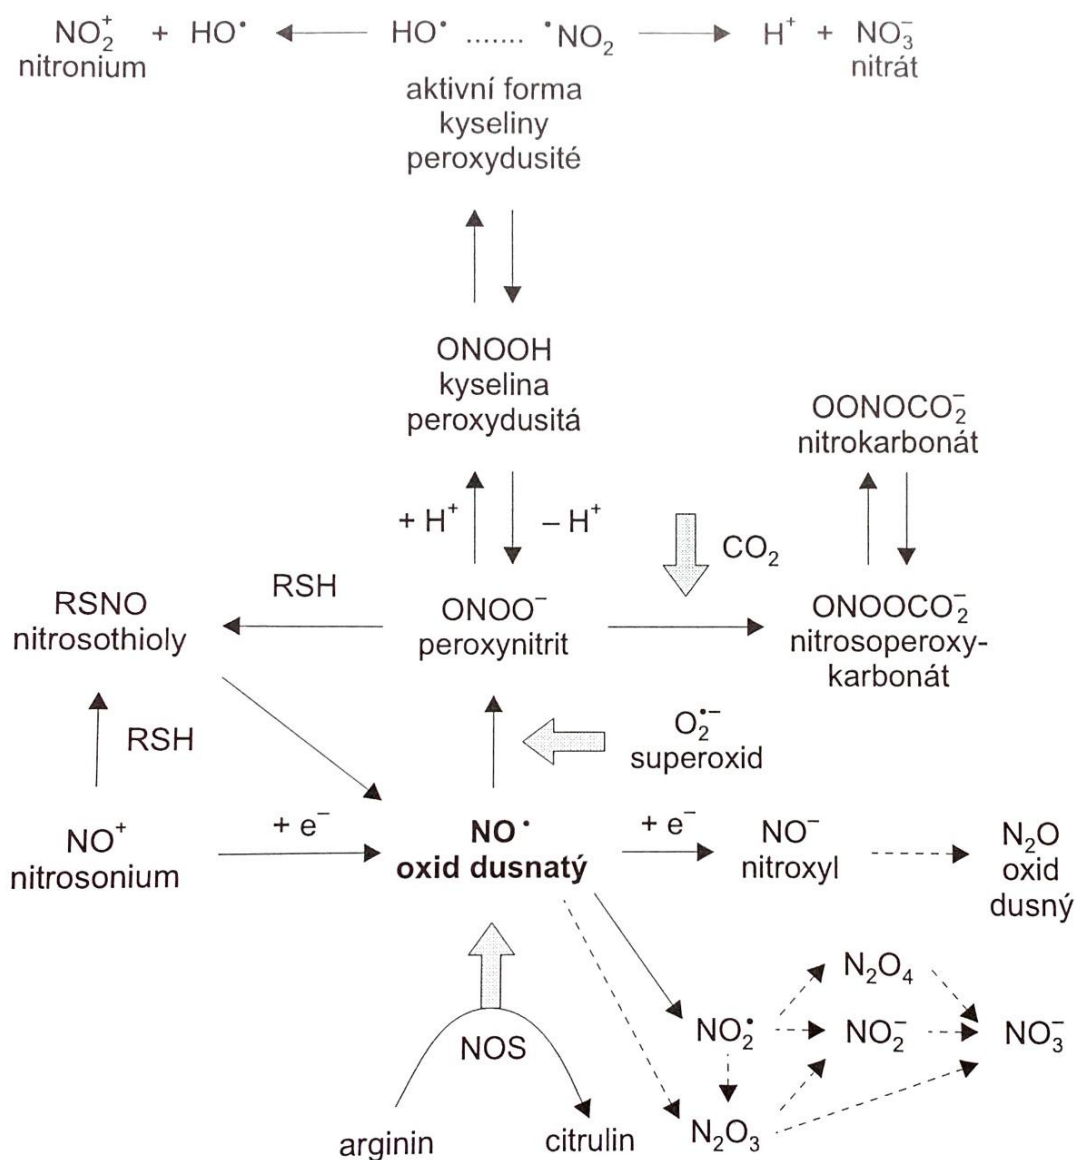 NO₂⁺ + HO• ← HO• ....... •NO₂ → H⁺ + NO₃⁻
nitronium
nitrát
aktivní forma
kyseliny
peroxydusité
ONOOH
kyselina
peroxydusitá
OONOCO₂⁻
nitrokarbonát
+ H⁺
– H⁺
CO₂
RSH
RSNO
nitrosothioly
ONOO⁻
peroxynitrit
ONOOCO₂⁻
nitrosoperoxy-
karbonát
RSH
O₂•⁻
superoxid
NO⁺
nitrosonium
+ e⁻
NO•
oxid dusnatý
+ e⁻
NO⁻
nitroxyl
N₂O
oxid
dusný
N₂O₄
NOS
NO₂•
NO₂⁻
NO₃⁻
arginin
citrulin
N₂O₃